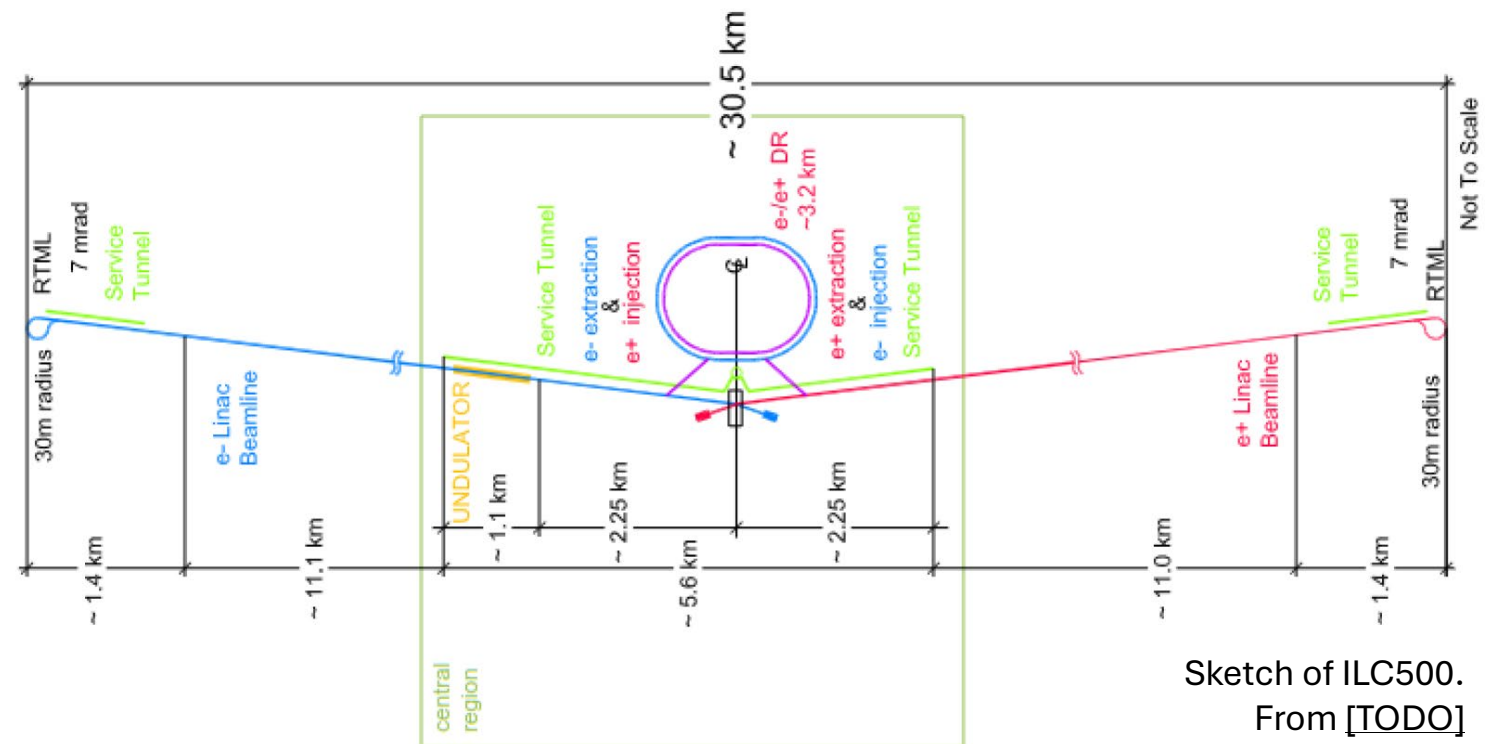 ~ 30.5 km
Not To Scale
RTML
7 mrad
Service
Tunnel
Service Tunnel
e- extraction
&
e+ injection
e-/e+ DR
~3.2 km
e+ extraction
&
e- injection
Service Tunnel
Service
Tunnel
7 mrad
RTML
30m radius
e- Linac
Beamline
UNDULATOR
e+ Linac
Beamline
30m radius
~ 1.1 km
~ 2.25 km
~ 2.25 km
~ 1.4 km
~ 11.1 km
~ 5.6 km
~ 11.0 km
~ 1.4 km
central
region
Sketch of ILC500.
From [TODO]